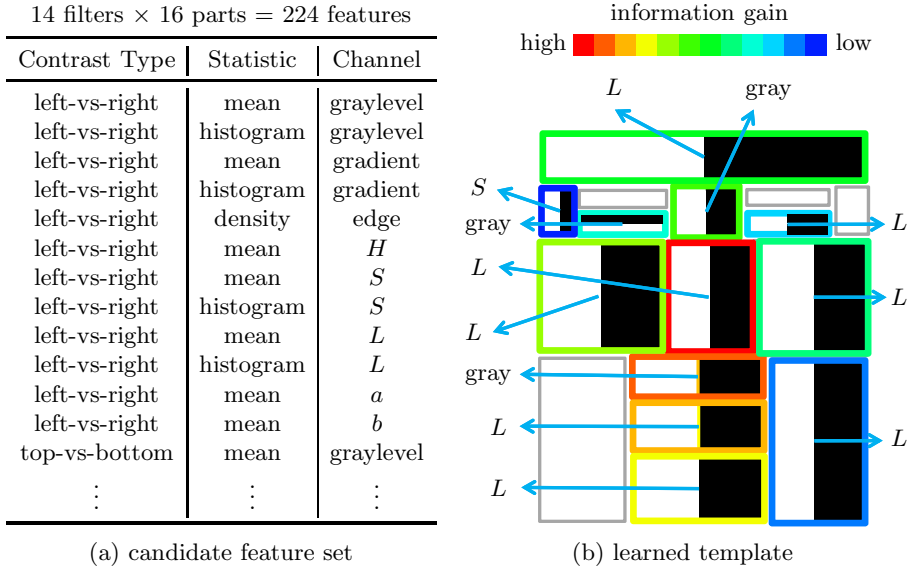 14 filters × 16 parts = 224 features
Contrast Type Statistic Channel
left-vs-right mean graylevel
left-vs-right histogram graylevel
left-vs-right mean gradient
left-vs-right histogram gradient
left-vs-right density edge
left-vs-right mean H
left-vs-right mean S
left-vs-right histogram S
left-vs-right mean L
left-vs-right histogram L
left-vs-right mean a
left-vs-right mean b
top-vs-bottom mean graylevel
⋮ ⋮ ⋮
(a) candidate feature set
information gain
high low
L gray
S
gray L
L
L
L
gray
L
L
L
(b) learned template